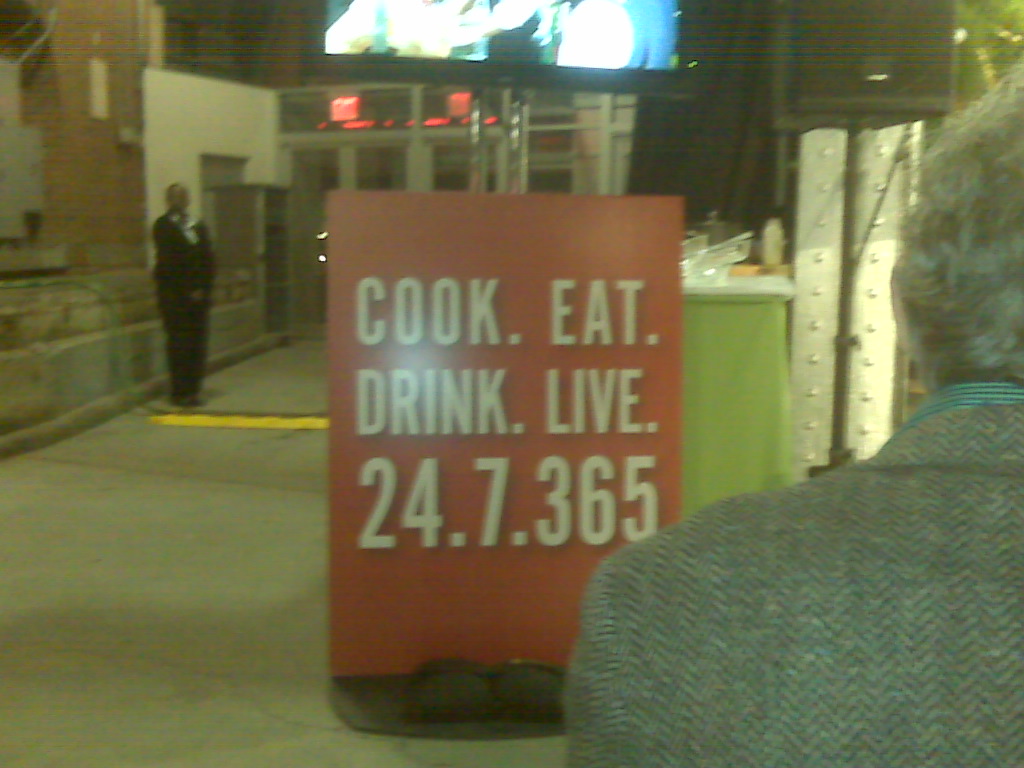 COOK. EAT.
DRINK. LIVE.
24.7.365